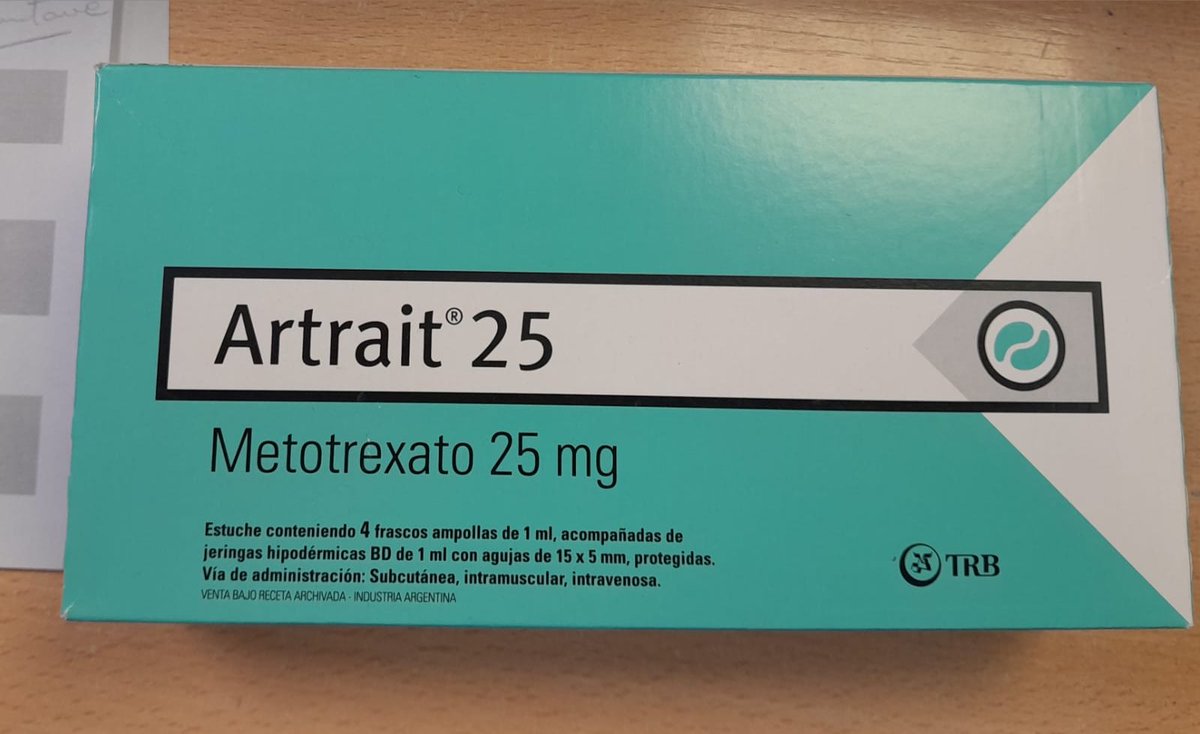 Artrait® 25
Metotrexato 25 mg
Estuche conteniendo 4 frascos ampollas de 1 ml, acompañadas de
jeringas hipodérmicas BD de 1 ml con agujas de 15 x 5 mm, protegidas.
Vía de administración: Subcutánea, intramuscular, intravenosa.
VENTA BAJO RECETA ARCHIVADA - INDUSTRIA ARGENTINA
TRB